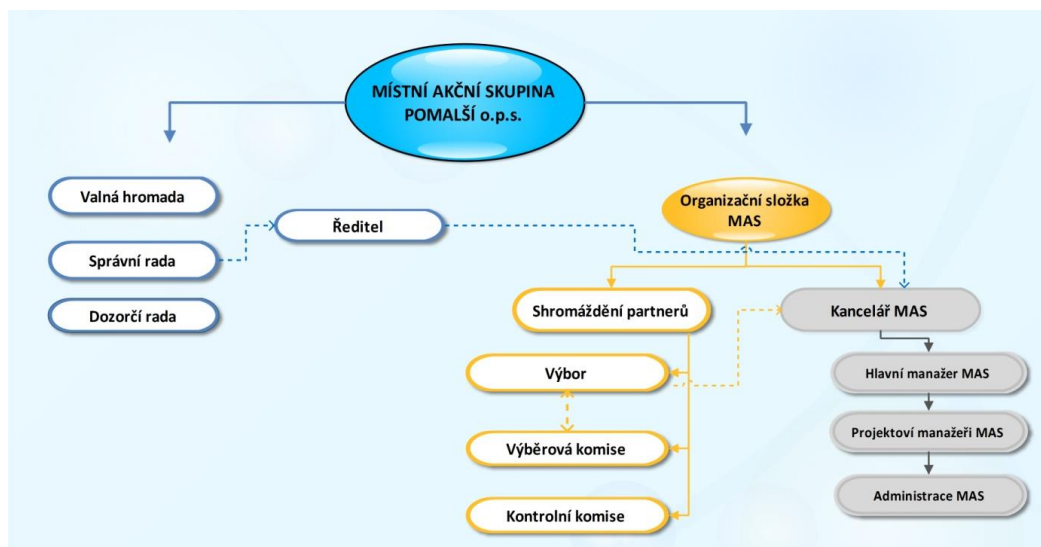 MÍSTNÍ AKČNÍ SKUPINA
POMALŠÍ o.p.s.
Valná hromada
Správní rada
Dozorčí rada
Ředitel
Organizační složka
MAS
Shromáždění partnerů
Výbor
Výběrová komise
Kontrolní komise
Kancelář MAS
Hlavní manažer MAS
Projektoví manažeři MAS
Administrace MAS